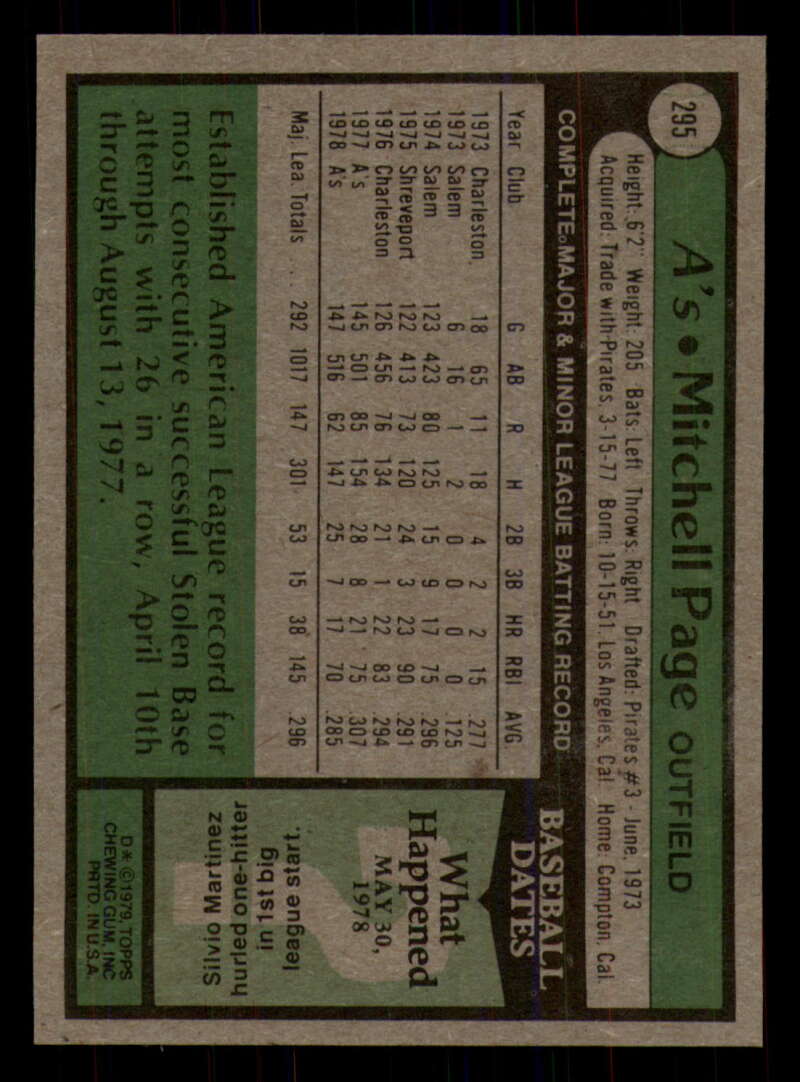 295
A's • Mitchell Page OUTFIELD
Height: 6'2" Weight: 205 Bats: Left Throws: Right Drafted: Pirates #3 - June, 1973
Acquired: Trade with Pirates, 3-15-77 Born: 10-15-51, Los Angeles, Cal Home: Compton, Cal.
COMPLETE MAJOR & MINOR LEAGUE BATTING RECORD
Year Club G AB R H 2B 3B HR RBI AVG
1973 Charleston 18 65 11 18 4 2 2 15 .277
1973 Salem 6 16 1 2 0 0 0 0 .125
1974 Salem 123 423 80 125 15 9 17 75 .296
1975 Shreveport 122 413 73 120 24 3 23 90 .291
1976 Charleston 126 456 76 134 21 1 22 83 .294
1977 A's 145 501 85 154 28 8 21 75 .307
1978 A's 147 516 62 147 25 7 17 70 .285
Maj. Lea. Totals . . . 292 1017 147 301 53 15 38 145 .296
Established American League record for
most consecutive successful Stolen Base
attempts with 26 in a row, April 10th
through August 13, 1977.
BASEBALL
DATES
What
Happened
MAY 30,
1978
Silvio Martinez
hurled one-hitter
in 1st big
league start.
D* © 1979, TOPPS
CHEWING GUM, INC
PRTD. IN U.S.A.